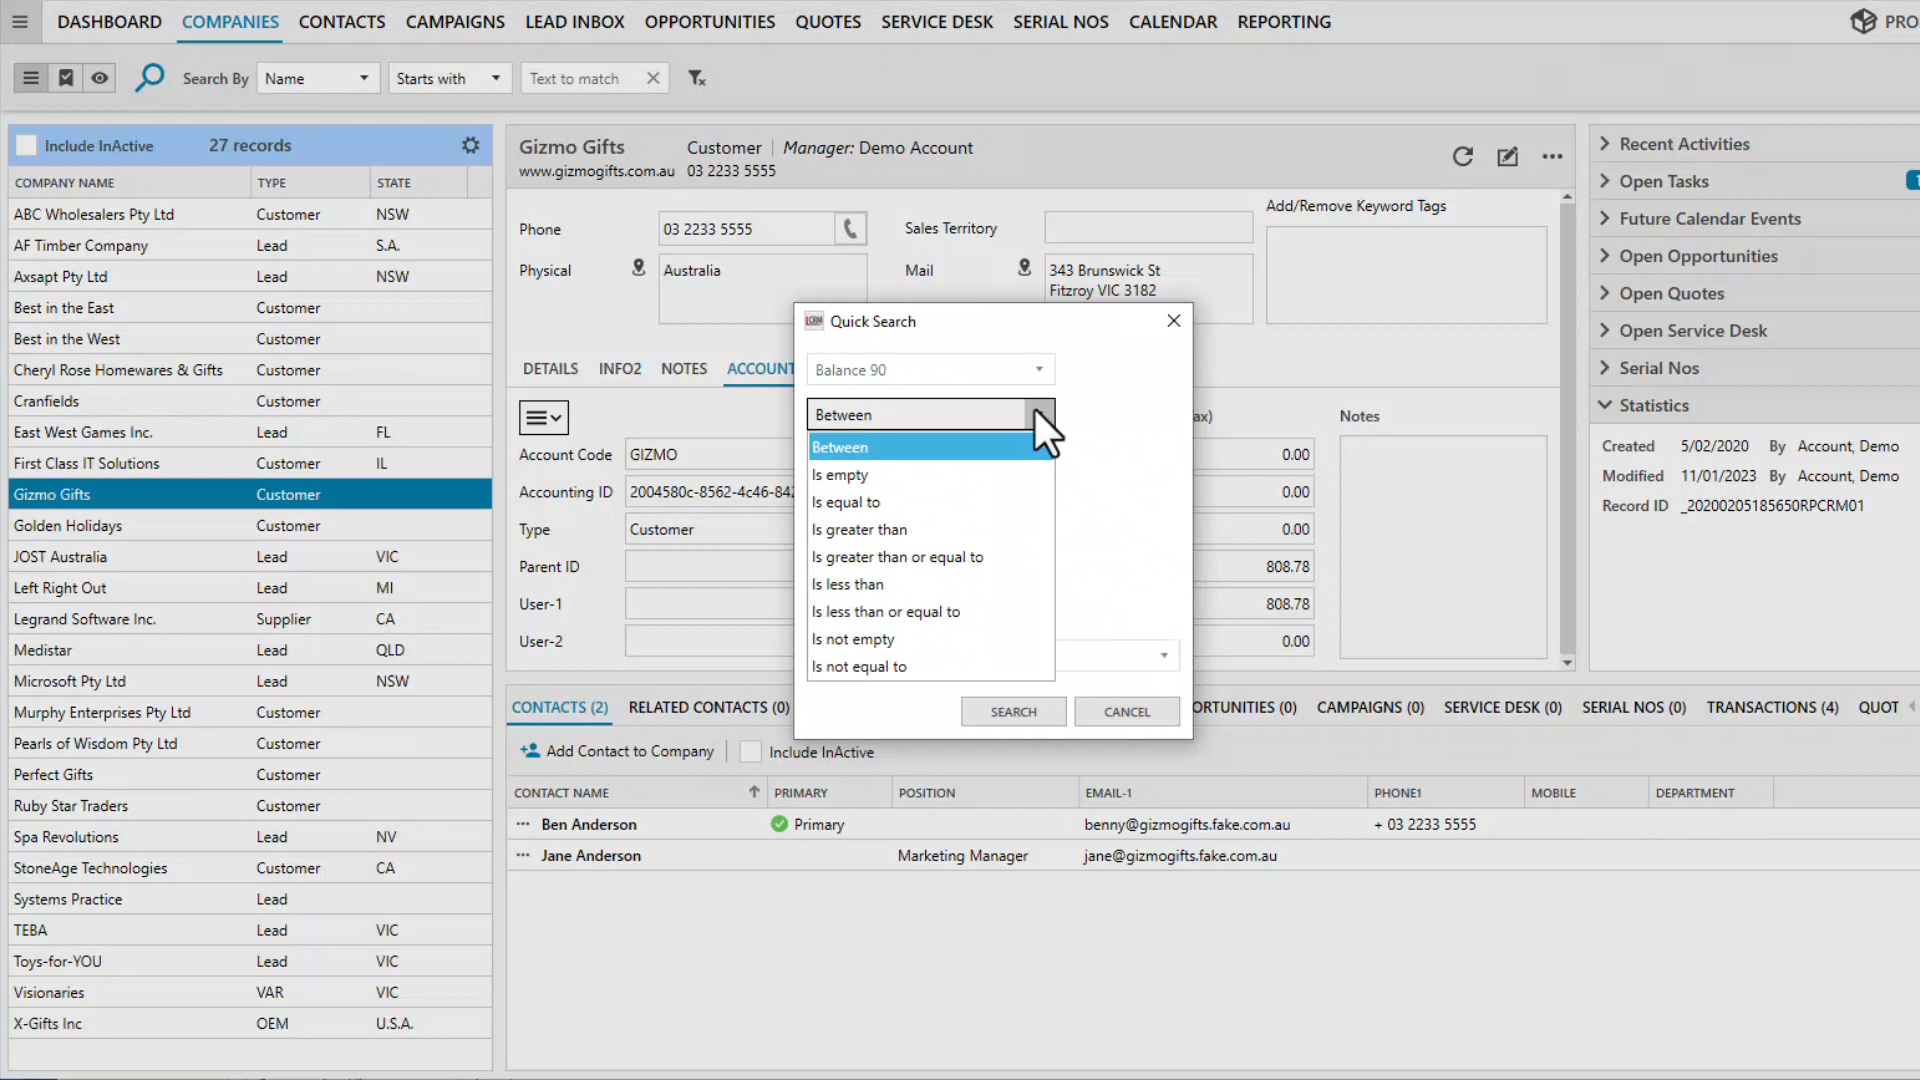 DASHBOARD COMPANIES CONTACTS CAMPAIGNS LEAD INBOX OPPORTUNITIES QUOTES SERVICE DESK SERIAL NOS CALENDAR REPORTING PRO
Search By Name Starts with Text to match
Include InActive 27 records
COMPANY NAME TYPE STATE
ABC Wholesalers Pty Ltd Customer NSW
AF Timber Company Lead S.A.
Axsapt Pty Ltd Lead NSW
Best in the East Customer
Best in the West Customer
Cheryl Rose Homewares & Gifts Customer
Cranfields Customer
East West Games Inc. Lead FL
First Class IT Solutions Customer IL
Gizmo Gifts Customer
Golden Holidays Customer
JOST Australia Lead VIC
Left Right Out Lead MI
Legrand Software Inc. Supplier CA
Medistar Lead QLD
Microsoft Pty Ltd Lead NSW
Murphy Enterprises Pty Ltd Customer
Pearls of Wisdom Pty Ltd Customer
Perfect Gifts Customer
Ruby Star Traders Customer
Spa Revolutions Lead NV
StoneAge Technologies Customer CA
Systems Practice Lead
TEBA Lead VIC
Toys-for-YOU Lead VIC
Visionaries VAR VIC
X-Gifts Inc OEM U.S.A.
Gizmo Gifts Customer Manager: Demo Account
www.gizmogifts.com.au 03 2233 5555
Phone 03 2233 5555 Sales Territory Add/Remove Keyword Tags
Physical Australia Mail 343 Brunswick St
Fitzroy VIC 3182
DETAILS INFO2 NOTES ACCOUNT
ax) Notes
Account Code GIZMO 0.00
Accounting ID 2004580c-8562-4c46-842 0.00
Type Customer 0.00
Parent ID 808.78
User-1 808.78
User-2 0.00
LCRM Quick Search
Balance 90
Between
Between
Is empty
Is equal to
Is greater than
Is greater than or equal to
Is less than
Is less than or equal to
Is not empty
Is not equal to
SEARCH CANCEL
Recent Activities
Open Tasks 1
Future Calendar Events
Open Opportunities
Open Quotes
Open Service Desk
Serial Nos
Statistics
Created 5/02/2020 By Account, Demo
Modified 11/01/2023 By Account, Demo
Record ID _20200205185650RPCRM01
CONTACTS (2) RELATED CONTACTS (0) ORTUNITIES (0) CAMPAIGNS (0) SERVICE DESK (0) SERIAL NOS (0) TRANSACTIONS (4) QUOT
Add Contact to Company Include InActive
CONTACT NAME PRIMARY POSITION EMAIL-1 PHONE1 MOBILE DEPARTMENT
Ben Anderson Primary benny@gizmogifts.fake.com.au + 03 2233 5555
Jane Anderson Marketing Manager jane@gizmogifts.fake.com.au